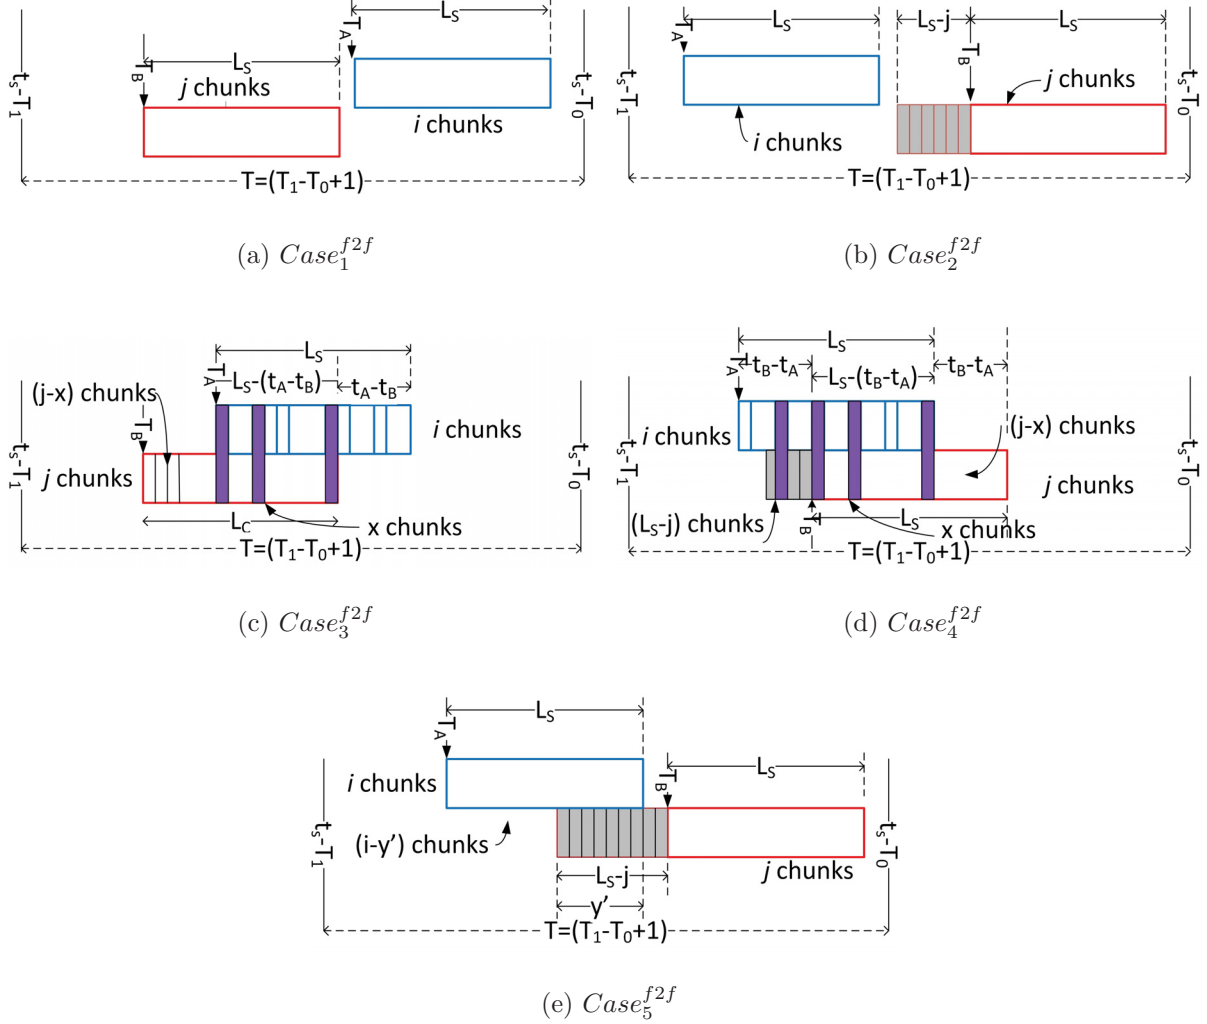 L_S
T_A
L_S
T_B
j chunks
i chunks
t_s-T_1
t_s-T_0
T=(T_1-T_0+1)
(a) Case_1^{f2f}
L_S
L_S-j
L_S
T_A
T_B
j chunks
i chunks
t_s-T_1
t_s-T_0
T=(T_1-T_0+1)
(b) Case_2^{f2f}
L_S
T_A
L_S-(t_A-t_B)
t_A-t_B
(j-x) chunks
T_B
i chunks
j chunks
t_s-T_1
t_s-T_0
L_C
x chunks
T=(T_1-T_0+1)
(c) Case_3^{f2f}
L_S
T_A
t_B-t_A
L_S-(t_B-t_A)
t_B-t_A
i chunks
(j-x) chunks
t_s-T_1
t_s-T_0
j chunks
(L_S-j) chunks
T_B
L_S
x chunks
T=(T_1-T_0+1)
(d) Case_4^{f2f}
L_S
T_A
L_S
T_B
i chunks
(i-y') chunks
t_s-T_1
t_s-T_0
j chunks
L_S-j
y'
T=(T_1-T_0+1)
(e) Case_5^{f2f}